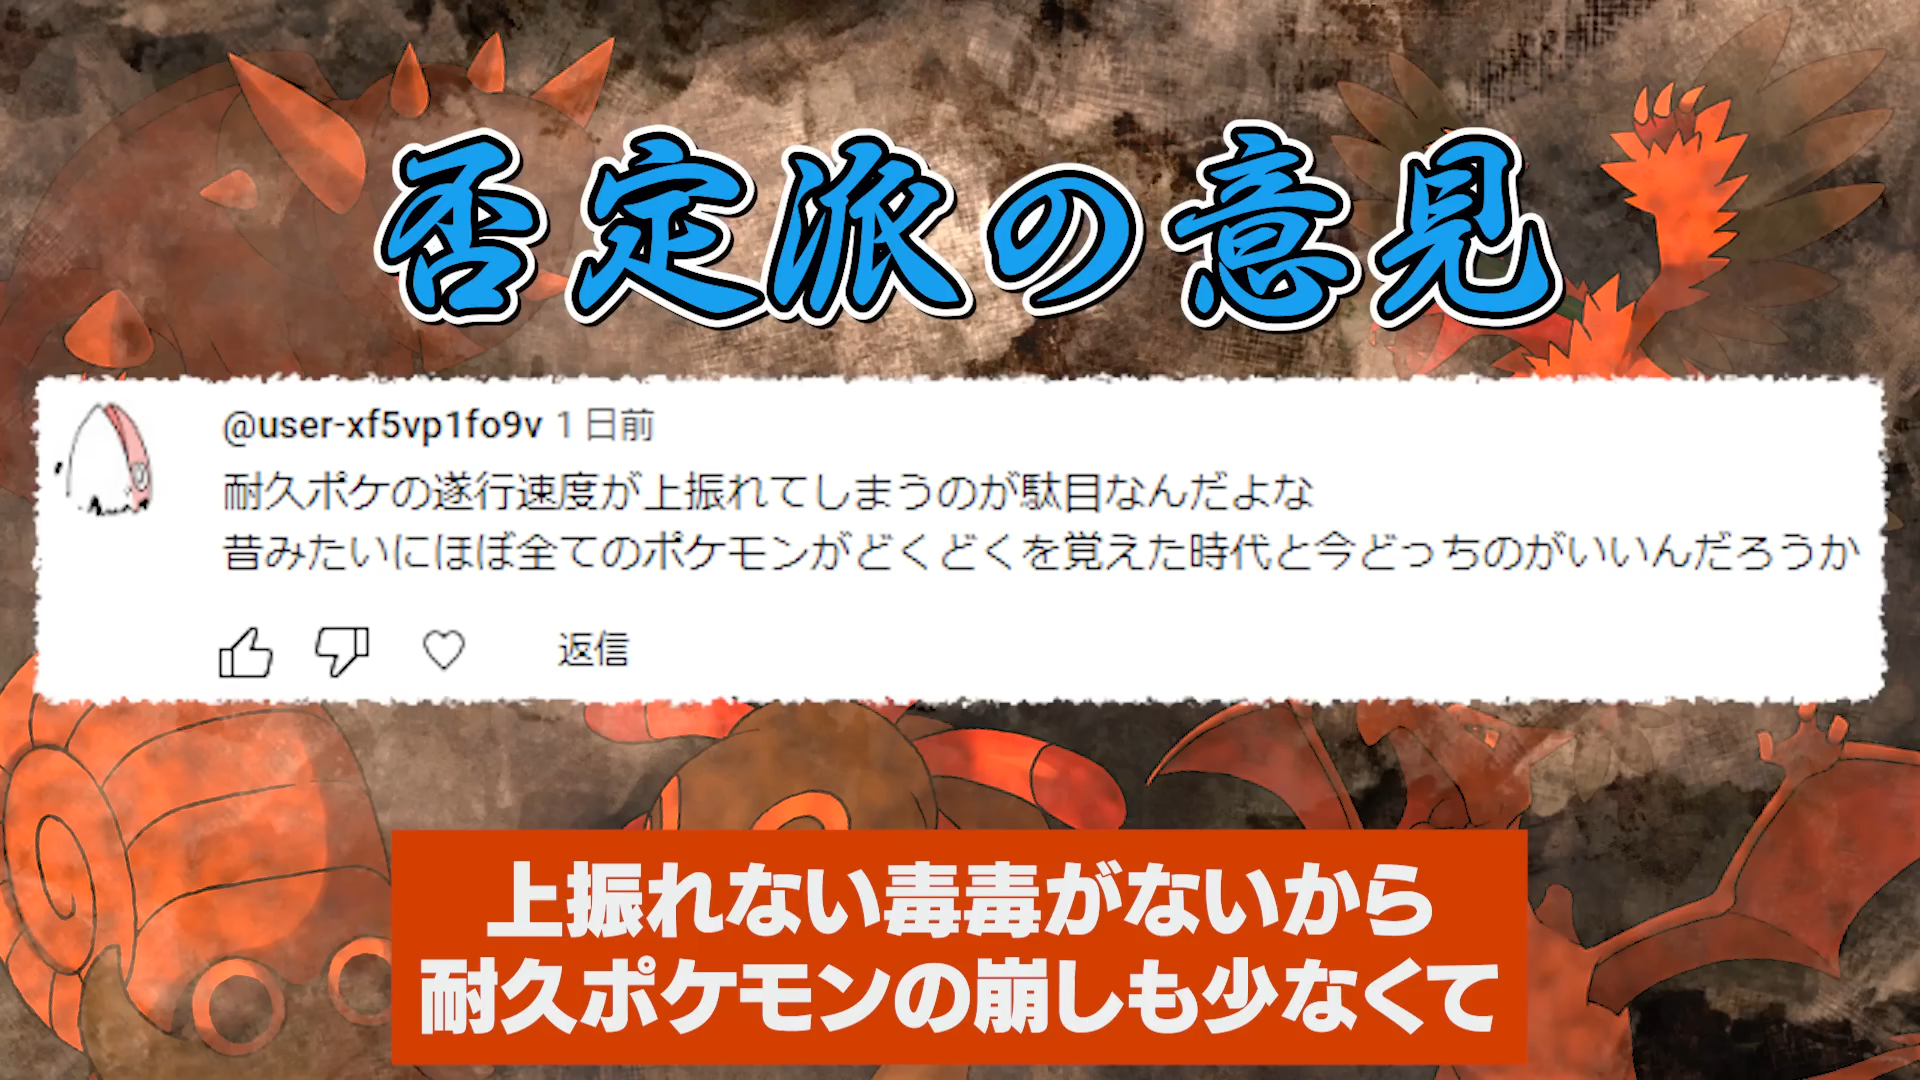 否定派の意見
@user-xf5vp1fo9v 1 日前
耐久ポケの遂行速度が上振れてしまうのが駄目なんだよな
昔みたいにほぼ全てのポケモンがどくどくを覚えた時代と今どっちのがいいんだろうか
返信
上振れない毒毒がないから
耐久ポケモンの崩しも少なくて